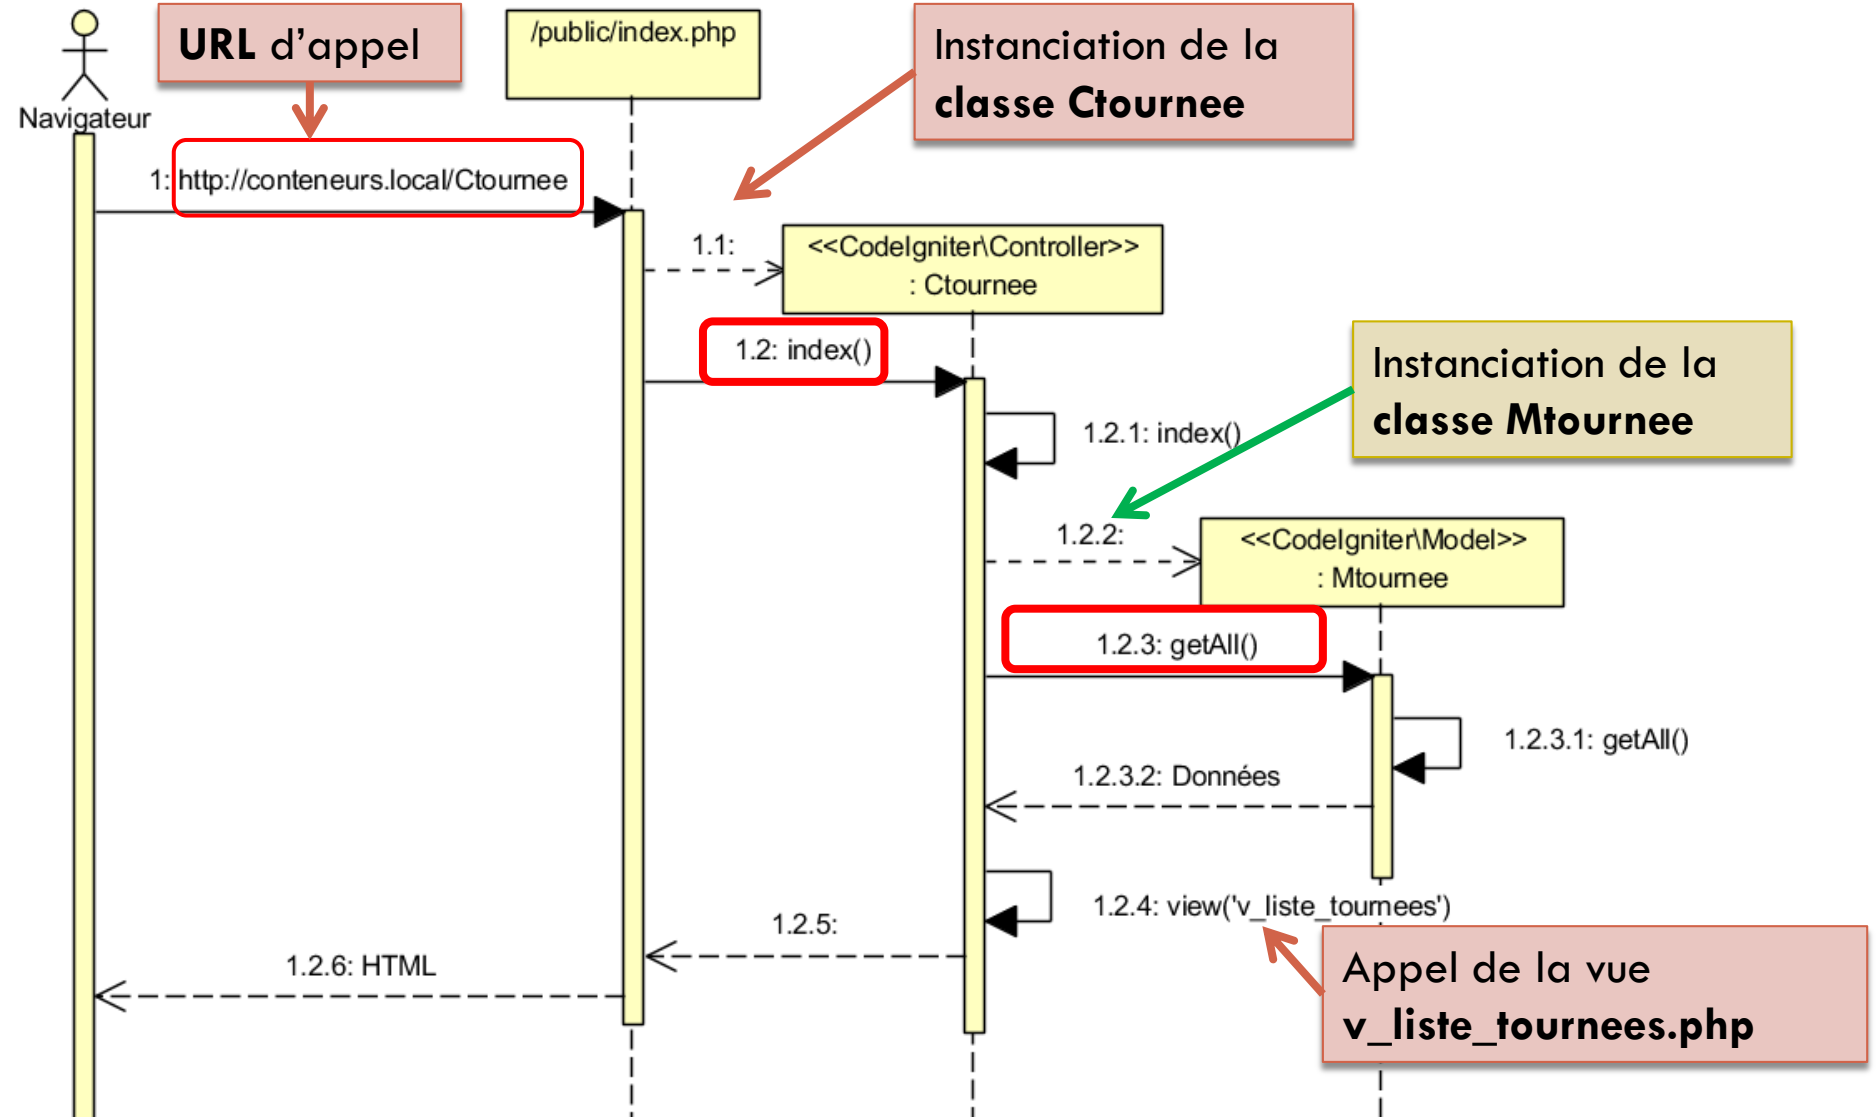 URL d'appel
/public/index.php
Instanciation de la
classe Ctournee
Navigateur
1: http://conteneurs.local/Ctournee
1.1:
<<CodeIgniter\Controller>>
: Ctournee
1.2: index()
Instanciation de la
classe Mtournee
1.2.1: index()
1.2.2:
<<CodeIgniter\Model>>
: Mtournee
1.2.3: getAll()
1.2.3.1: getAll()
1.2.3.2: Données
1.2.4: view('v_liste_tournees')
1.2.5:
1.2.6: HTML
Appel de la vue
v_liste_tournees.php